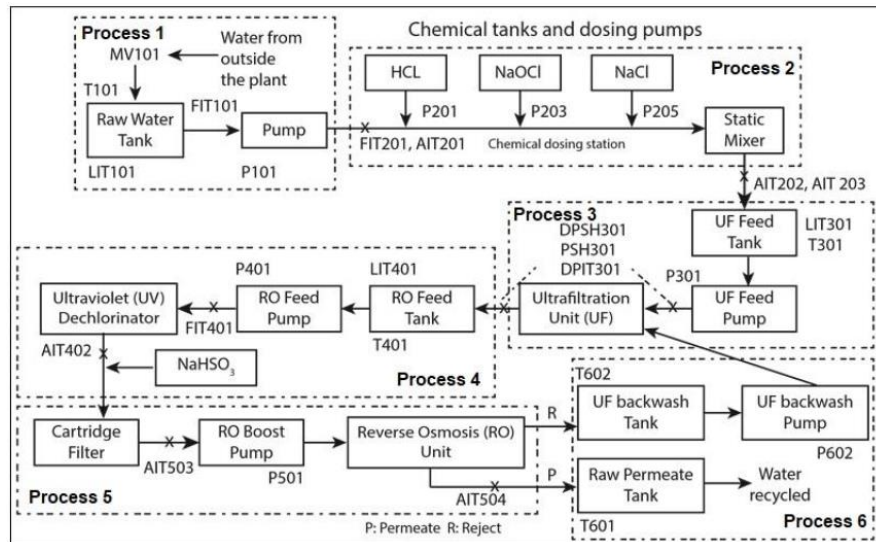 Process 1
MV101
Water from
outside
the plant
T101
FIT101
Raw Water
Tank
Pump
LIT101
P101
Chemical tanks and dosing pumps
HCL
NaOCl
NaCl
Process 2
P201
P203
P205
Static
Mixer
FIT201, AIT201
Chemical dosing station
AIT202, AIT 203
Process 3
DPSH301
PSH301
DPIT301
UF Feed
Tank
LIT301
T301
P301
Ultrafiltration
Unit (UF)
UF Feed
Pump
P401
LIT401
Ultraviolet (UV)
Dechlorinator
RO Feed
Pump
RO Feed
Tank
FIT401
T401
AIT402
NaHSO₃
Process 4
T602
UF backwash
Tank
UF backwash
Pump
P602
R
Cartridge
Filter
RO Boost
Pump
Reverse Osmosis (RO)
Unit
AIT503
P501
AIT504
P
Raw Permeate
Tank
Water
recycled
Process 5
P: Permeate R: Reject
T601
Process 6